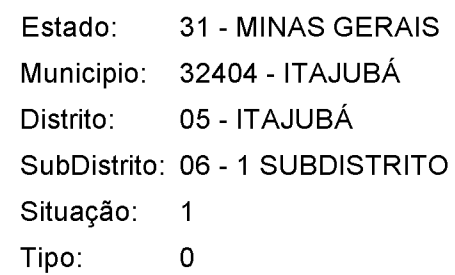 Estado: 31 - MINAS GERAIS
Municipio: 32404 - ITAJUBÁ
Distrito: 05 - ITAJUBÁ
SubDistrito: 06 - 1 SUBDISTRITO
Situação: 1
Tipo: 0